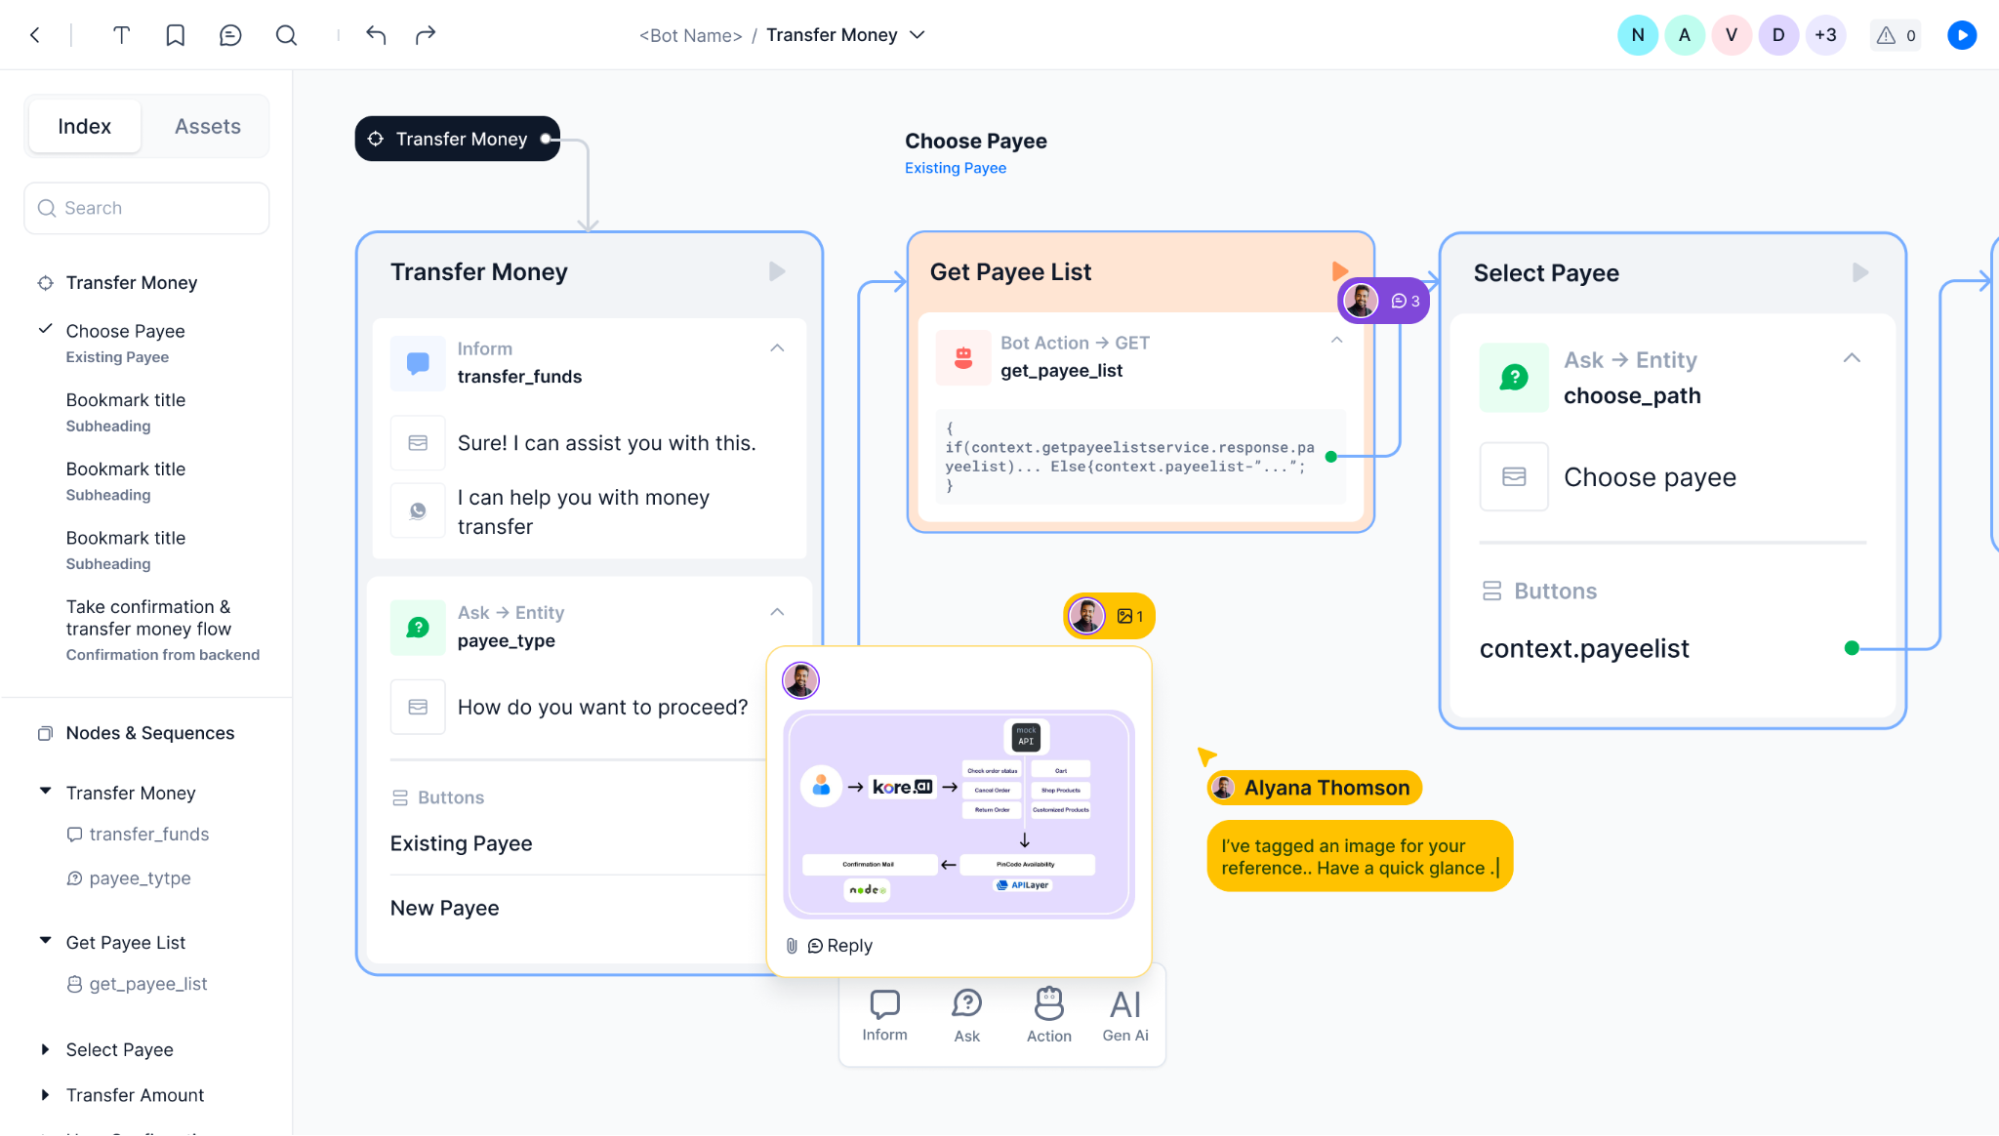 <Bot Name> / Transfer Money
N A V D +3
0
Index Assets
Search
Transfer Money
Choose Payee
Existing Payee
Bookmark title
Subheading
Bookmark title
Subheading
Bookmark title
Subheading
Take confirmation &
transfer money flow
Confirmation from backend
Nodes & Sequences
Transfer Money
transfer_funds
payee_tytpe
Get Payee List
get_payee_list
Select Payee
Transfer Amount
Transfer Money
Choose Payee
Existing Payee
Transfer Money
Inform
transfer_funds
Sure! I can assist you with this.
I can help you with money
transfer
Ask → Entity
payee_type
How do you want to proceed?
Buttons
Existing Payee
New Payee
Get Payee List
3
Bot Action → GET
get_payee_list
{
if(context.getpayeelistservice.response.pa
yeelist)... Else{context.payeelist-”...”;
}
Select Payee
Ask → Entity
choose_path
Choose payee
Buttons
context.payeelist
1
mock
API
kore.ai
Check order status
Cancel Order
Return Order
Cart
Shop Products
Customized Products
Confirmation Mail
PinCode Availability
node
APILayer
Reply
Alyana Thomson
I’ve tagged an image for your
reference.. Have a quick glance .
Inform Ask Action AI
Gen Ai